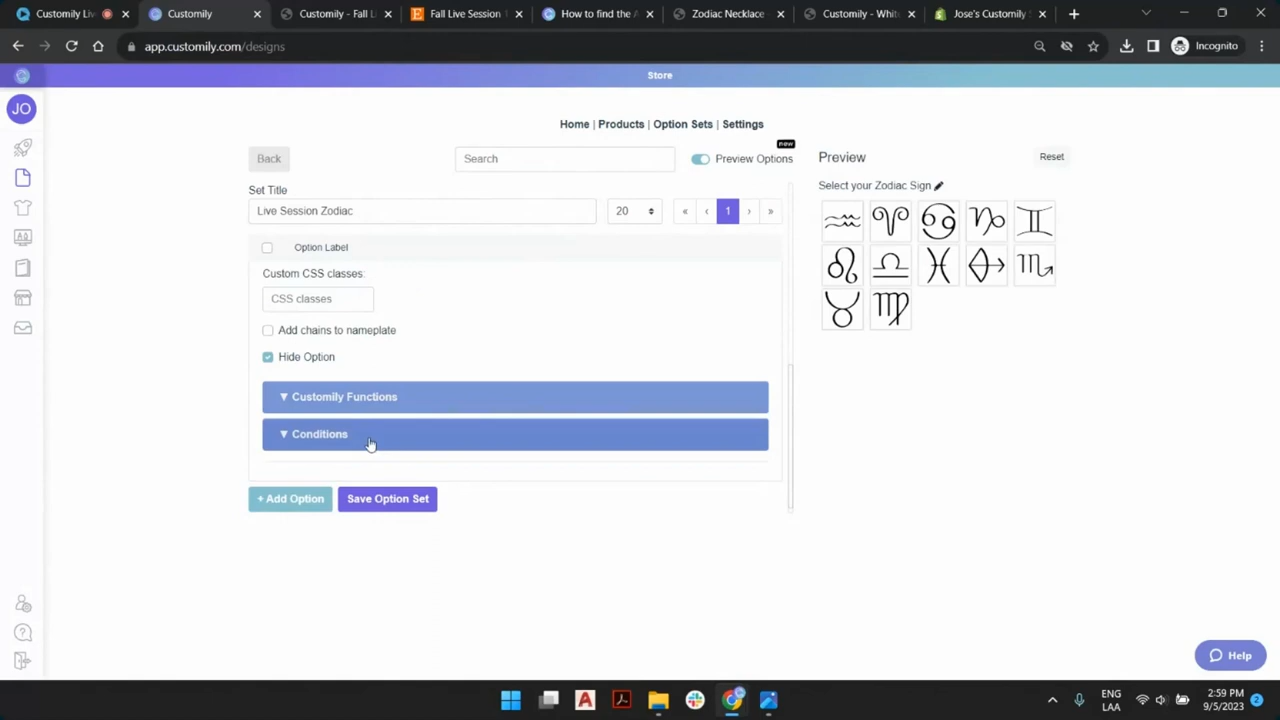 Customily Live
Customily
Customily - Fall L
Fall Live Session
How to find the
Zodiac Necklace
Customily - White
Jose's Customily
app.customily.com/designs
Incognito
Store
JO
Home | Products | Option Sets | Settings
new
Back
Search
Preview Options
Preview
Reset
Set Title
Select your Zodiac Sign
Live Session Zodiac
20
« ‹ 1 › »
Option Label
Custom CSS classes:
CSS classes
Add chains to nameplate
Hide Option
▼ Customily Functions
▼ Conditions
+ Add Option
Save Option Set
Help
ENG
LAA
2:59 PM
9/5/2023
2